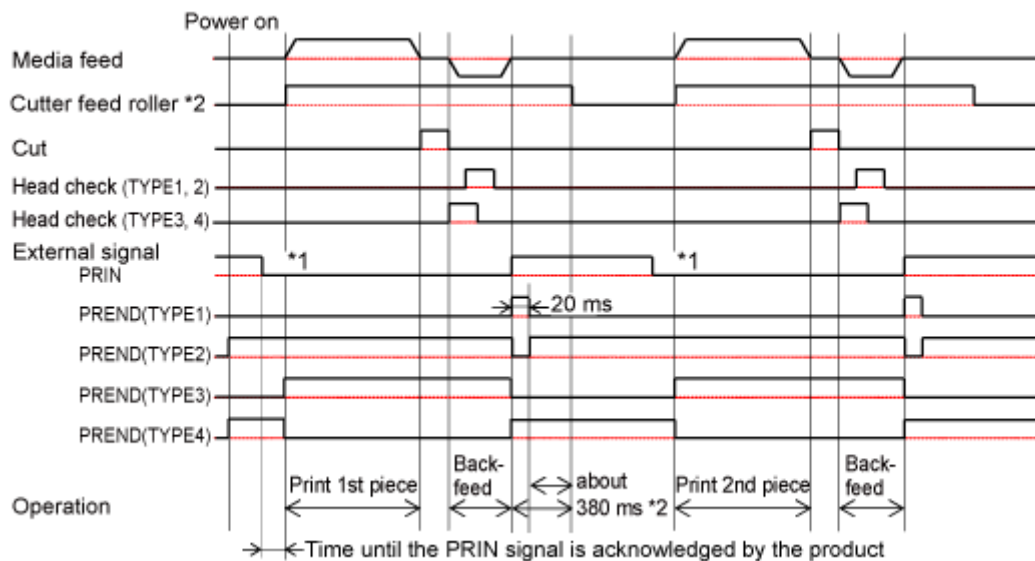 Power on
Media feed
Cutter feed roller *2
Cut
Head check (TYPE1, 2)
Head check (TYPE3, 4)
External signal
PRIN *1 *1
PREND(TYPE1) 20 ms
PREND(TYPE2)
PREND(TYPE3)
PREND(TYPE4)
Operation
Print 1st piece
Back-
feed
about
380 ms *2
Print 2nd piece
Back-
feed
Time until the PRIN signal is acknowledged by the product